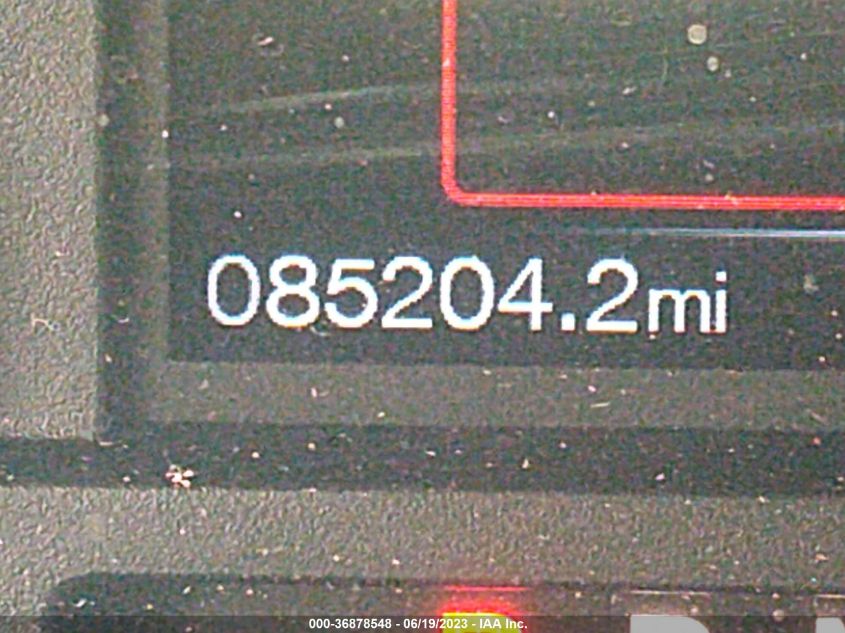 085204.2mi
000-36878548 - 06/19/2023 - IAA Inc.